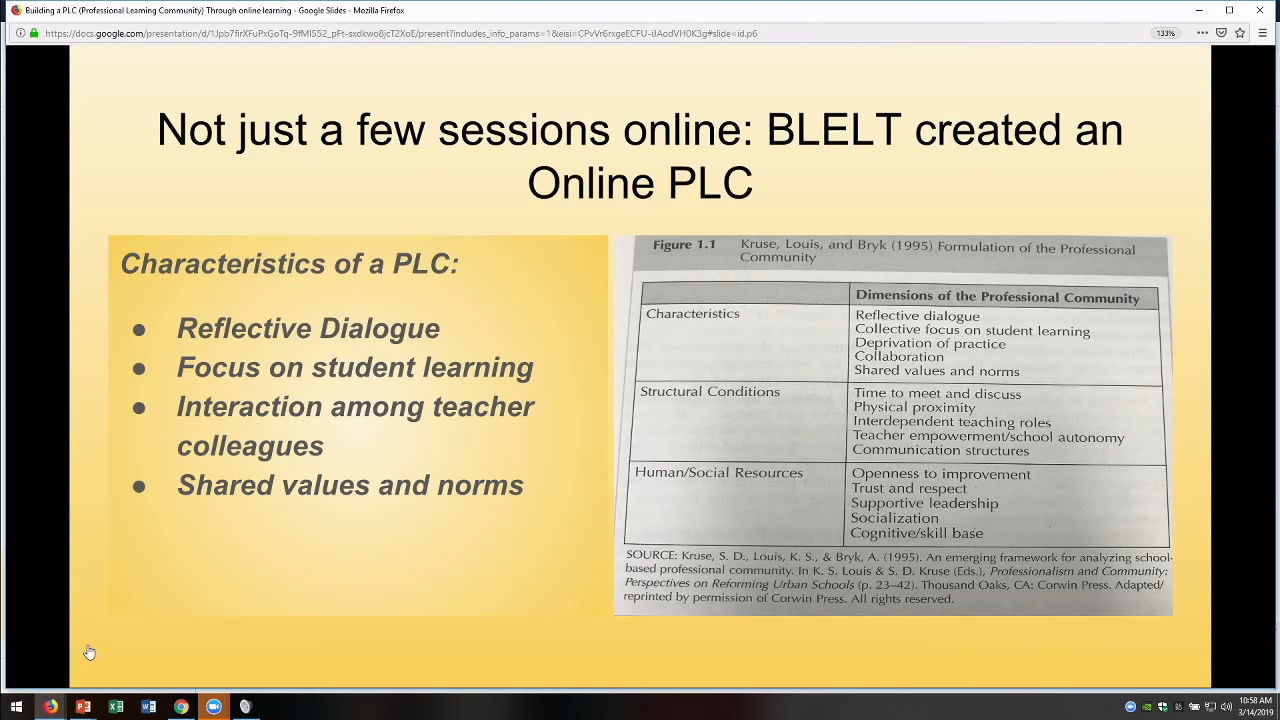 Building a PLC (Professional Learning Community) Through online learning - Google Slides - Mozilla Firefox
133%
Not just a few sessions online: BLELT created an
Online PLC
Characteristics of a PLC:
● Reflective Dialogue
● Focus on student learning
● Interaction among teacher
colleagues
● Shared values and norms
Figure 1.1 Kruse, Louis, and Bryk (1995) Formulation of the Professional
Community
Dimensions of the Professional Community
Characteristics
Reflective dialogue
Collective focus on student learning
Deprivation of practice
Collaboration
Shared values and norms
Structural Conditions
Time to meet and discuss
Physical proximity
Interdependent teaching roles
Teacher empowerment/school autonomy
Communication structures
Human/Social Resources
Openness to improvement
Trust and respect
Supportive leadership
Socialization
Cognitive/skill base
SOURCE: Kruse, S. D., Louis, K. S., & Bryk, A. (1995). An emerging framework for analyzing school-
based professional community. In K. S. Louis & S. D. Kruse (Eds.), Professionalism and Community:
Perspectives on Reforming Urban Schools (p. 23–42). Thousand Oaks, CA: Corwin Press. Adapted/
reprinted by permission of Corwin Press. All rights reserved.
10:58 AM
3/14/2019